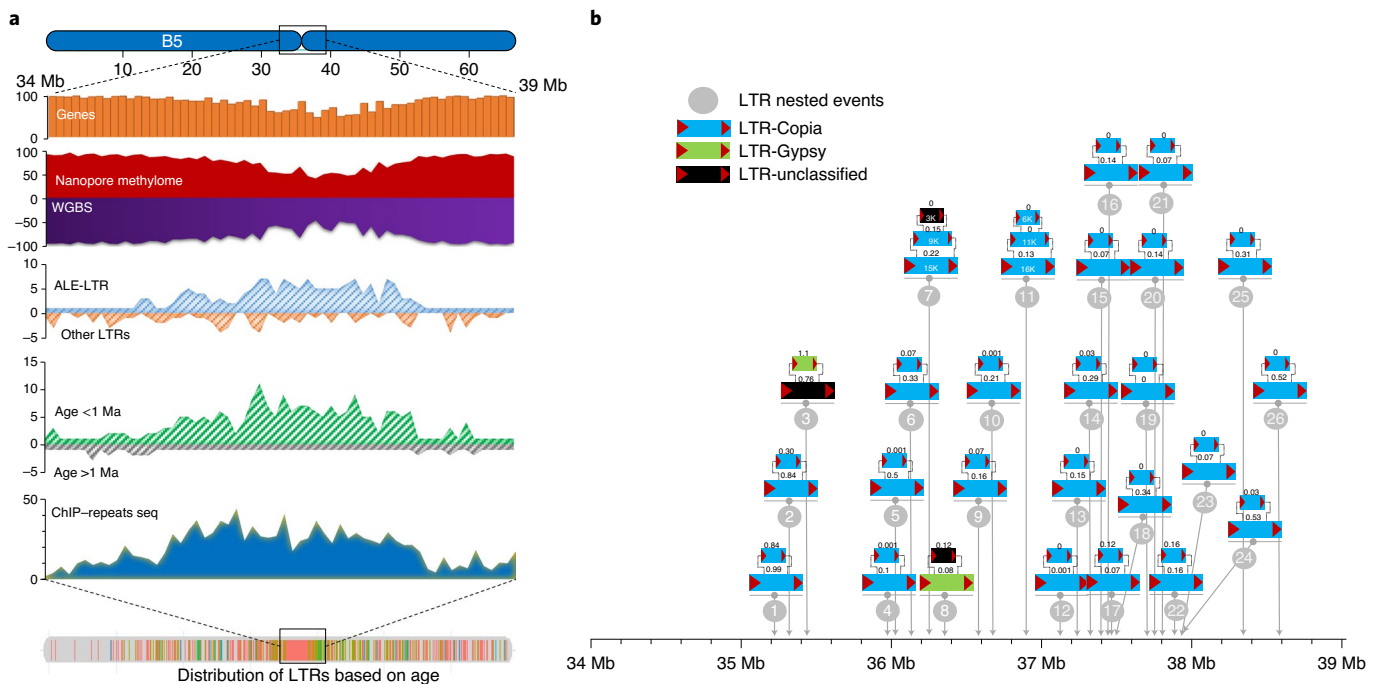 a
B5
10 20 30 40 50 60
34 Mb 39 Mb
100
Genes
0
100
50
Nanopore methylome
0
WGBS
−50
−100
10
ALE-LTR
5
0
−5
Other LTRs
15
10
Age <1 Ma
5
0
−5
Age >1 Ma
50
ChIP–repeats seq
0
Distribution of LTRs based on age
b
LTR nested events
LTR-Copia
LTR-Gypsy
LTR-unclassified
0 0
0.14 0.07
16 21
0 0
3K 6K
0.15 0
9K 11K
0.22 0.13
15K 16K
7 11
0 0 0
0.07 0.14 0.31
15 20 25
1.1 0.07 0.001 0.03 0 0
0.76 0.33 0.21 0.29 0 0.52
3 6 10 14 19 26
0
0.07
23
0.30 0.001 0.07 0
0.84 0.5 0.16 0.15
2 5 9 13
0 0.03
0.34 0.53
18 24
0.84 0.001 0.12 0 0.12 0.16
0.99 0.1 0.08 0.001 0.07 0.16
1 4 8 12 17 22
34 Mb 35 Mb 36 Mb 37 Mb 38 Mb 39 Mb